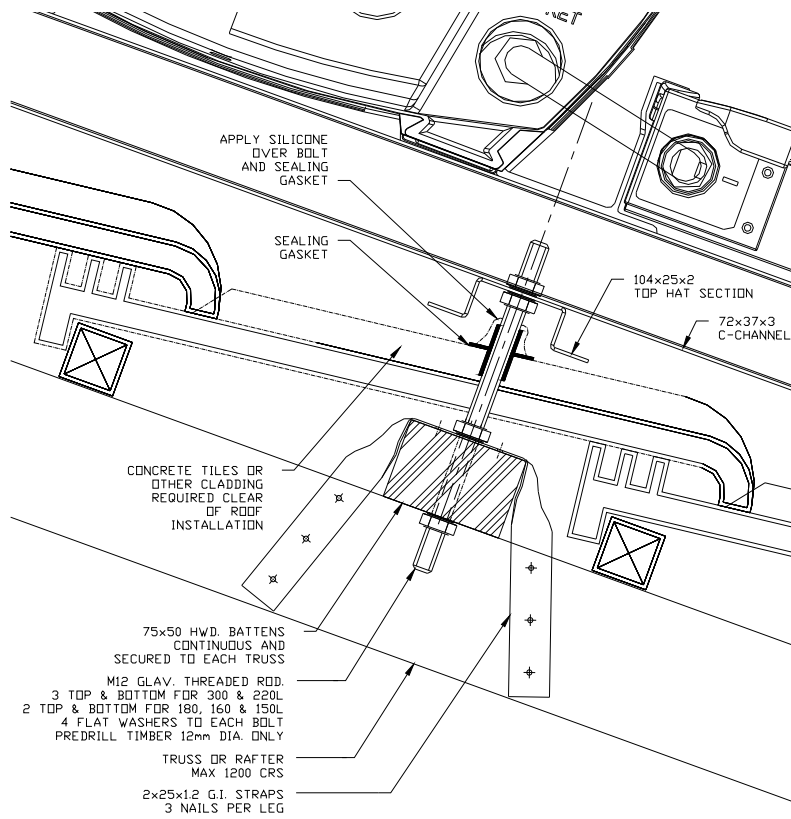 APPLY SILICONE
OVER BOLT
AND SEALING
GASKET
SEALING
GASKET
104x25x2
TOP HAT SECTION
72x37x3
C-CHANNEL
CONCRETE TILES OR
OTHER CLADDING
REQUIRED CLEAR
OF ROOF
INSTALLATION
75x50 HWD. BATTENS
CONTINUOUS AND
SECURED TO EACH TRUSS
M12 GLAV. THREADED ROD.
3 TOP & BOTTOM FOR 300 & 220L
2 TOP & BOTTOM FOR 180, 160 & 150L
4 FLAT WASHERS TO EACH BOLT
PREDRILL TIMBER 12mm DIA. ONLY
TRUSS OR RAFTER
MAX 1200 CRS
2x25x1.2 G.I. STRAPS
3 NAILS PER LEG